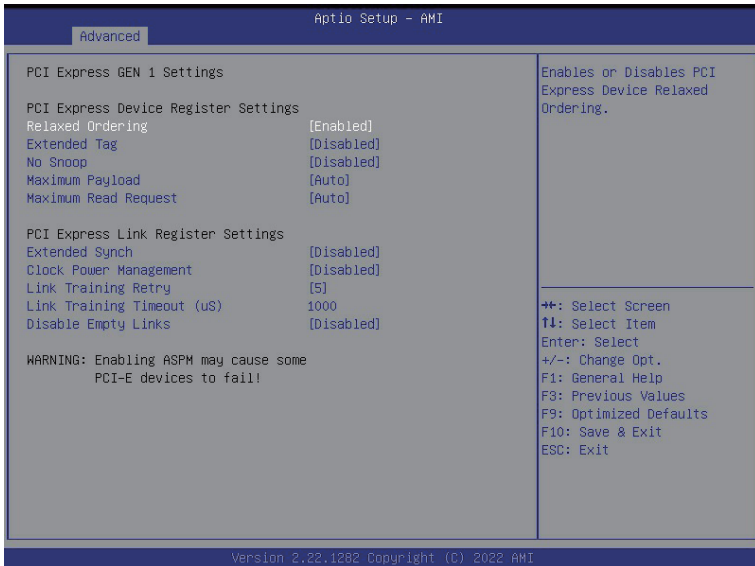 Aptio Setup – AMI
Advanced
PCI Express GEN 1 Settings
PCI Express Device Register Settings
Relaxed Ordering [Enabled]
Extended Tag [Disabled]
No Snoop [Disabled]
Maximum Payload [Auto]
Maximum Read Request [Auto]
PCI Express Link Register Settings
Extended Synch [Disabled]
Clock Power Management [Disabled]
Link Training Retry [5]
Link Training Timeout (uS) 1000
Disable Empty Links [Disabled]
WARNING: Enabling ASPM may cause some
PCI-E devices to fail!
Enables or Disables PCI
Express Device Relaxed
Ordering.
→←: Select Screen
↑↓: Select Item
Enter: Select
+/-: Change Opt.
F1: General Help
F3: Previous Values
F9: Optimized Defaults
F10: Save & Exit
ESC: Exit
Version 2.22.1282 Copyright (C) 2022 AMI